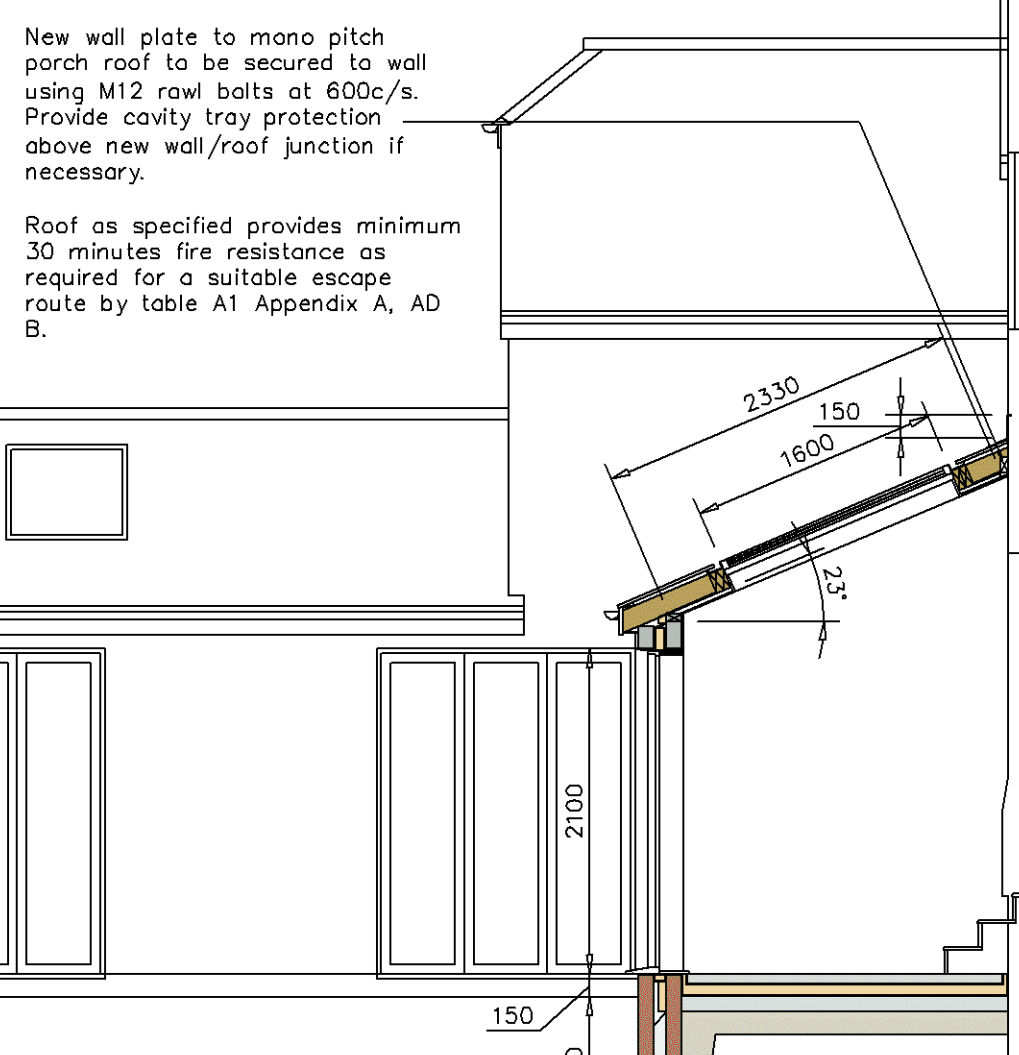 New wall plate to mono pitch
porch roof to be secured to wall
using M12 rawl bolts at 600c/s.
Provide cavity tray protection
above new wall/roof junction if
necessary.
Roof as specified provides minimum
30 minutes fire resistance as
required for a suitable escape
route by table A1 Appendix A, AD
B.
2330
150
1600
23°
2100
150